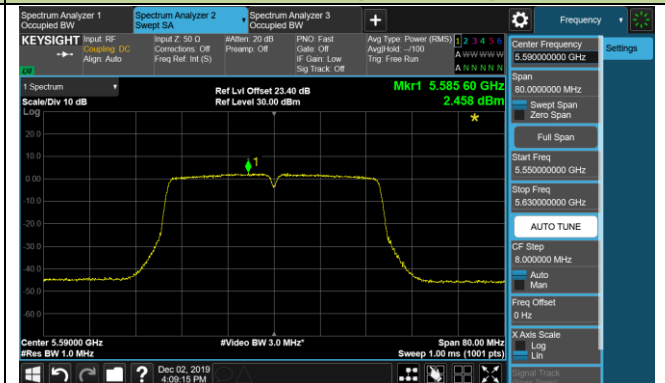 Spectrum Analyzer 1
Occupied BW
Spectrum Analyzer 2
Swept SA
Spectrum Analyzer 3
Occupied BW
+
Frequency
KEYSIGHT
Input: RF
Coupling: DC
Align: Auto
Input Z: 50 Ω
Corrections: Off
Freq Ref: Int (S)
#Atten: 20 dB
Preamp: Off
PNO: Fast
Gate: Off
IF Gain: Low
Sig Track: Off
Avg Type: Power (RMS)
Avg|Hold: --/100
Trig: Free Run
1 2 3 4 5 6
A W W W W W
A N N N N N
LXI
1 Spectrum
Scale/Div 10 dB
Log
Ref Lvl Offset 23.40 dB
Ref Level 30.00 dBm
Mkr1 5.585 60 GHz
2.458 dBm
20.0
10.0
0.00
-10.0
-20.0
-30.0
-40.0
-50.0
-60.0
1
Center 5.59000 GHz
#Res BW 1.0 MHz
#Video BW 3.0 MHz*
Span 80.00 MHz
Sweep 1.00 ms (1001 pts)
Center Frequency
5.590000000 GHz
Settings
Span
80.0000000 MHz
Swept Span
Zero Span
Full Span
Start Freq
5.550000000 GHz
Stop Freq
5.630000000 GHz
AUTO TUNE
CF Step
8.000000 MHz
Auto
Man
Freq Offset
0 Hz
X Axis Scale
Log
Lin
Signal Track
?
Dec 02, 2019
4:09:15 PM